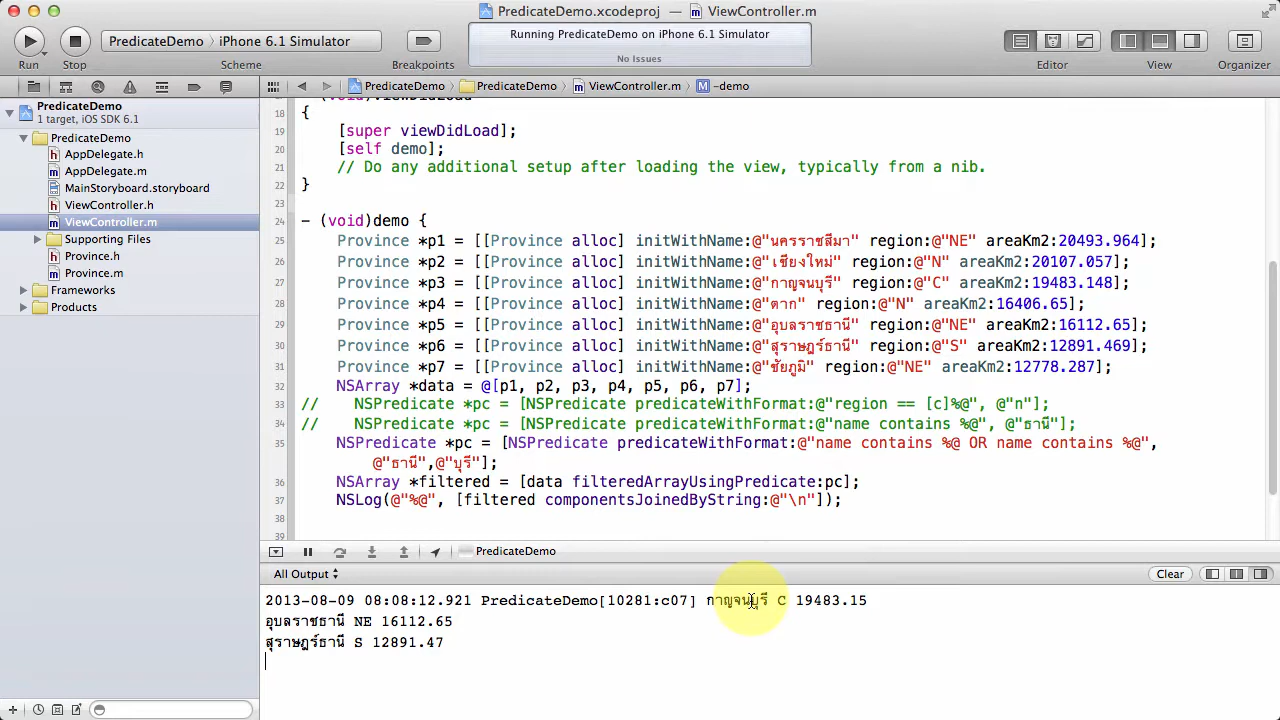 PredicateDemo.xcodeproj — ViewController.m
Run Stop PredicateDemo iPhone 6.1 Simulator Scheme Breakpoints
Running PredicateDemo on iPhone 6.1 Simulator
No Issues
Editor View Organizer
PredicateDemo PredicateDemo ViewController.m M -demo
PredicateDemo
1 target, iOS SDK 6.1
PredicateDemo
h AppDelegate.h
m AppDelegate.m
MainStoryboard.storyboard
h ViewController.h
m ViewController.m
Supporting Files
h Province.h
m Province.m
Frameworks
Products
18 {
19 [super viewDidLoad];
20 [self demo];
21 // Do any additional setup after loading the view, typically from a nib.
22 }
23
24 - (void)demo {
25 Province *p1 = [[Province alloc] initWithName:@"นครราชสีมา" region:@"NE" areaKm2:20493.964];
26 Province *p2 = [[Province alloc] initWithName:@"เชียงใหม่" region:@"N" areaKm2:20107.057];
27 Province *p3 = [[Province alloc] initWithName:@"กาญจนบุรี" region:@"C" areaKm2:19483.148];
28 Province *p4 = [[Province alloc] initWithName:@"ตาก" region:@"N" areaKm2:16406.65];
29 Province *p5 = [[Province alloc] initWithName:@"อุบลราชธานี" region:@"NE" areaKm2:16112.65];
30 Province *p6 = [[Province alloc] initWithName:@"สุราษฎร์ธานี" region:@"S" areaKm2:12891.469];
31 Province *p7 = [[Province alloc] initWithName:@"ชัยภูมิ" region:@"NE" areaKm2:12778.287];
32 NSArray *data = @[p1, p2, p3, p4, p5, p6, p7];
33 // NSPredicate *pc = [NSPredicate predicateWithFormat:@"region == [c]%@", @"n"];
34 // NSPredicate *pc = [NSPredicate predicateWithFormat:@"name contains %@", @"ธานี"];
35 NSPredicate *pc = [NSPredicate predicateWithFormat:@"name contains %@ OR name contains %@",
@"ธานี",@"บุรี"];
36 NSArray *filtered = [data filteredArrayUsingPredicate:pc];
37 NSLog(@"%@", [filtered componentsJoinedByString:@"\n"]);
38
39
PredicateDemo
All Output Clear
2013-08-09 08:08:12.921 PredicateDemo[10281:c07] กาญจนบุรี C 19483.15
อุบลราชธานี NE 16112.65
สุราษฎร์ธานี S 12891.47